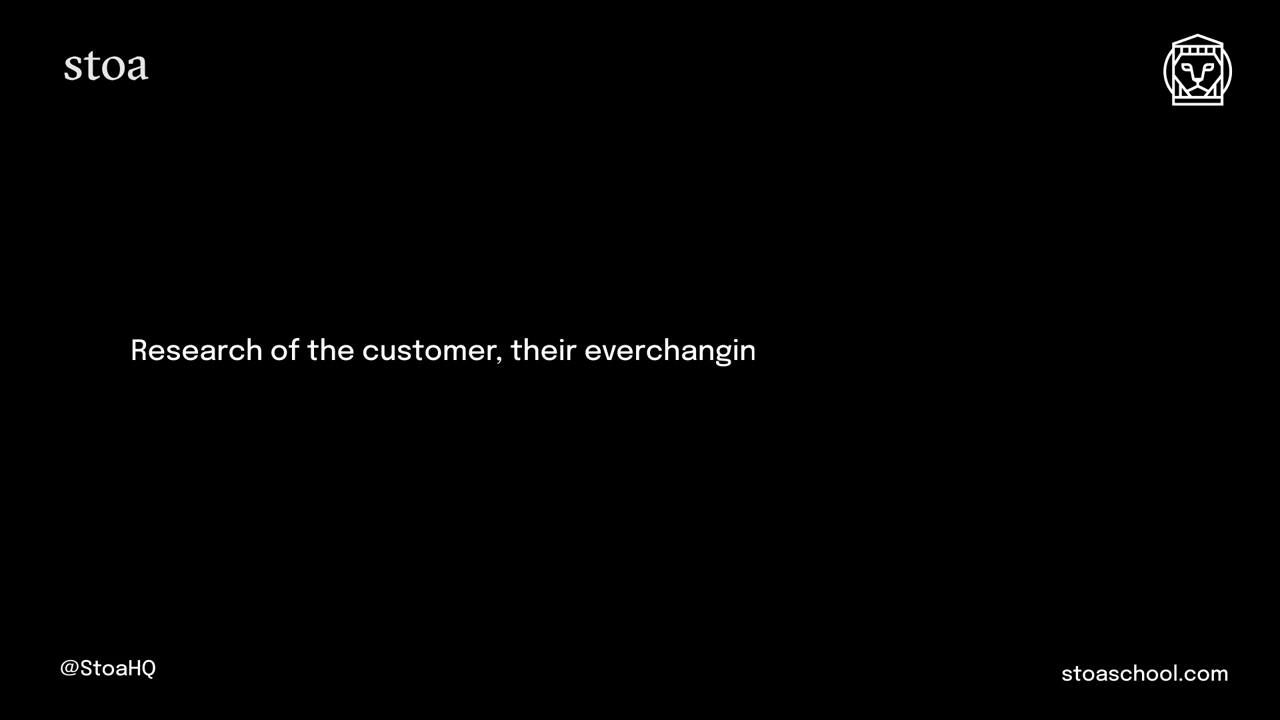 stoa
Research of the customer, their everchangin
@StoaHQ
stoaschool.com